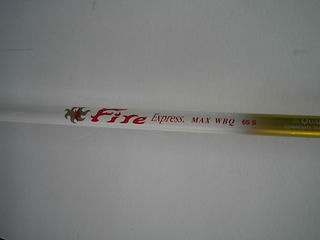 Fire Express. MAX WBQ 65 S